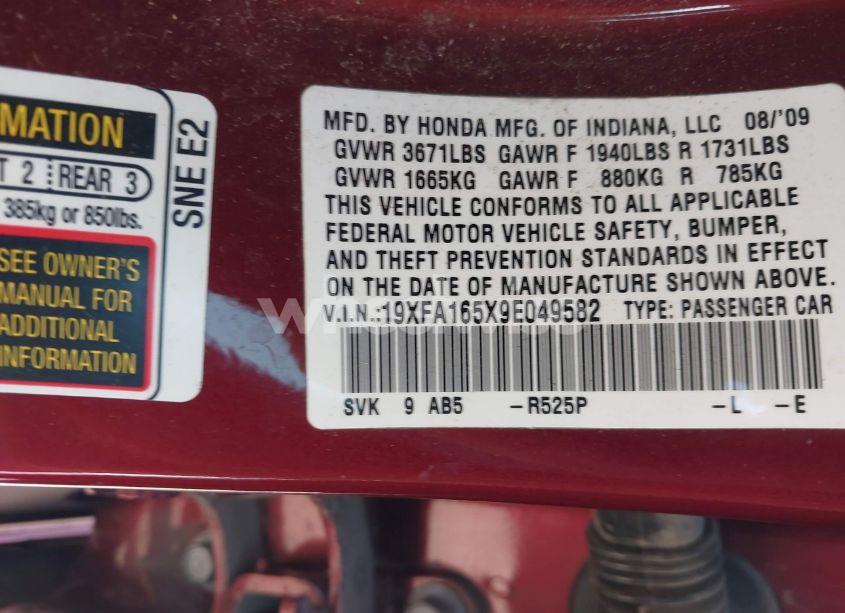 MATION
T 2 REAR 3
385kg or 850lbs.
SEE OWNER'S
MANUAL FOR
ADDITIONAL
INFORMATION
SNE E2
MFD. BY HONDA MFG. OF INDIANA, LLC 08/'09
GVWR 3671LBS GAWR F 1940LBS R 1731LBS
GVWR 1665KG GAWR F 880KG R 785KG
THIS VEHICLE CONFORMS TO ALL APPLICABLE
FEDERAL MOTOR VEHICLE SAFETY, BUMPER,
AND THEFT PREVENTION STANDARDS IN EFFECT
ON THE DATE OF MANUFACTURE SHOWN ABOVE.
V.I.N.:19XFA165X9E049582 TYPE: PASSENGER CAR
SVK 9 AB5 -R525P -L -E